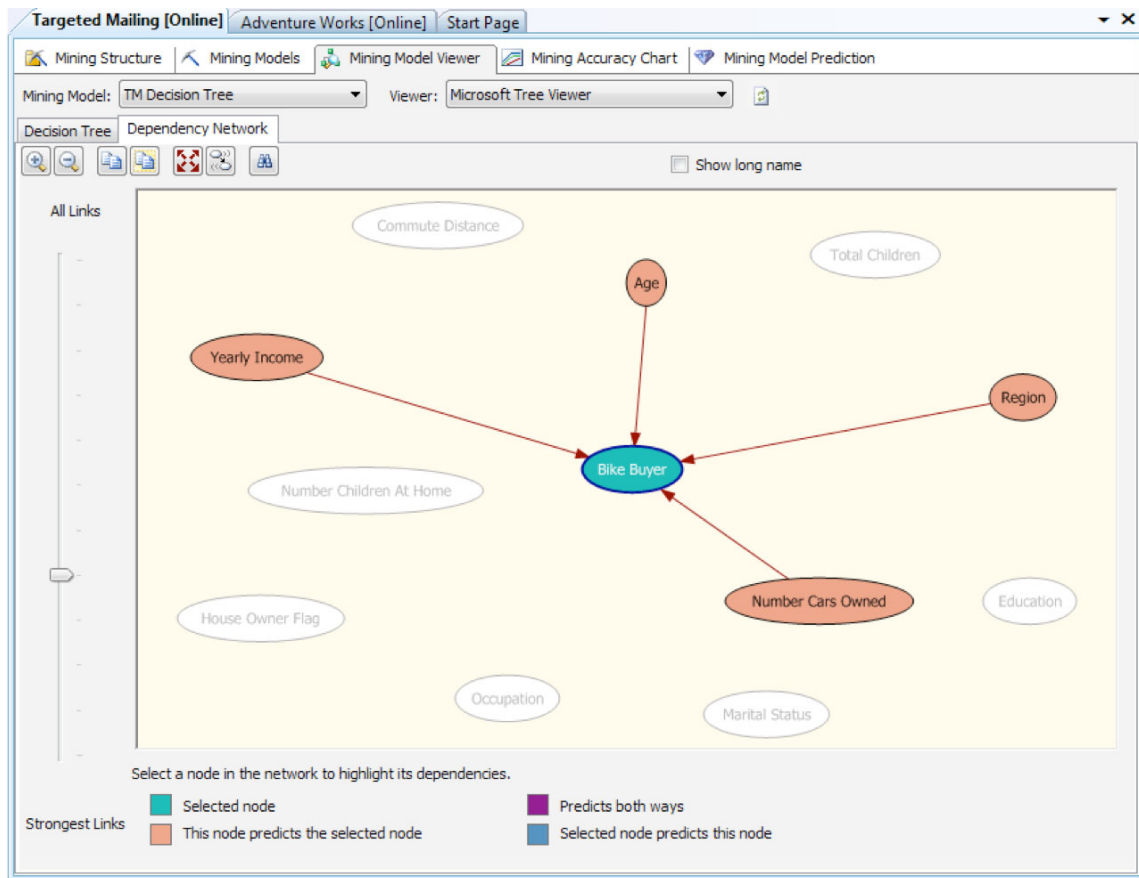 Targeted Mailing [Online] Adventure Works [Online] Start Page
Mining Structure Mining Models Mining Model Viewer Mining Accuracy Chart Mining Model Prediction
Mining Model: TM Decision Tree Viewer: Microsoft Tree Viewer
Decision Tree Dependency Network
Show long name
All Links
Commute Distance
Total Children
Age
Yearly Income
Region
Bike Buyer
Number Children At Home
Number Cars Owned
Education
House Owner Flag
Occupation
Marital Status
Select a node in the network to highlight its dependencies.
Selected node Predicts both ways
Strongest Links
This node predicts the selected node Selected node predicts this node